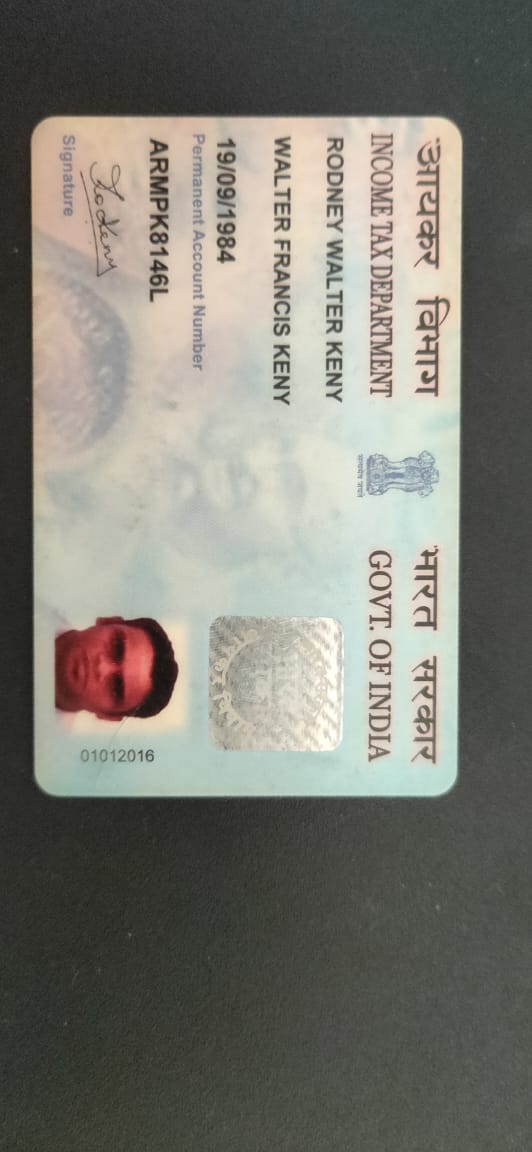 आयकर विभाग
INCOME TAX DEPARTMENT
भारत सरकार
GOVT. OF INDIA
सत्यमेव जयते
RODNEY WALTER KENY
WALTER FRANCIS KENY
19/09/1984
Permanent Account Number
ARMPK8146L
Signature
01012016